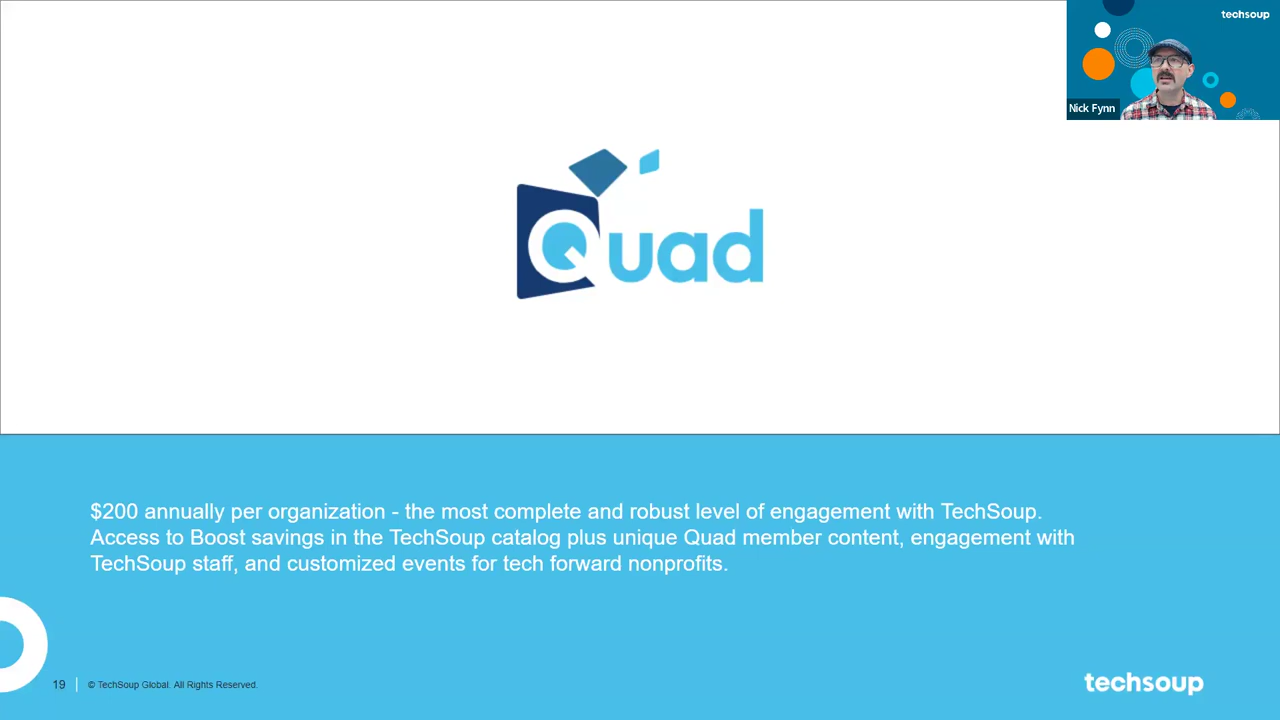 techsoup
Nick Fynn
Quad
$200 annually per organization - the most complete and robust level of engagement with TechSoup.
Access to Boost savings in the TechSoup catalog plus unique Quad member content, engagement with
TechSoup staff, and customized events for tech forward nonprofits.
19
© TechSoup Global. All Rights Reserved.
techsoup